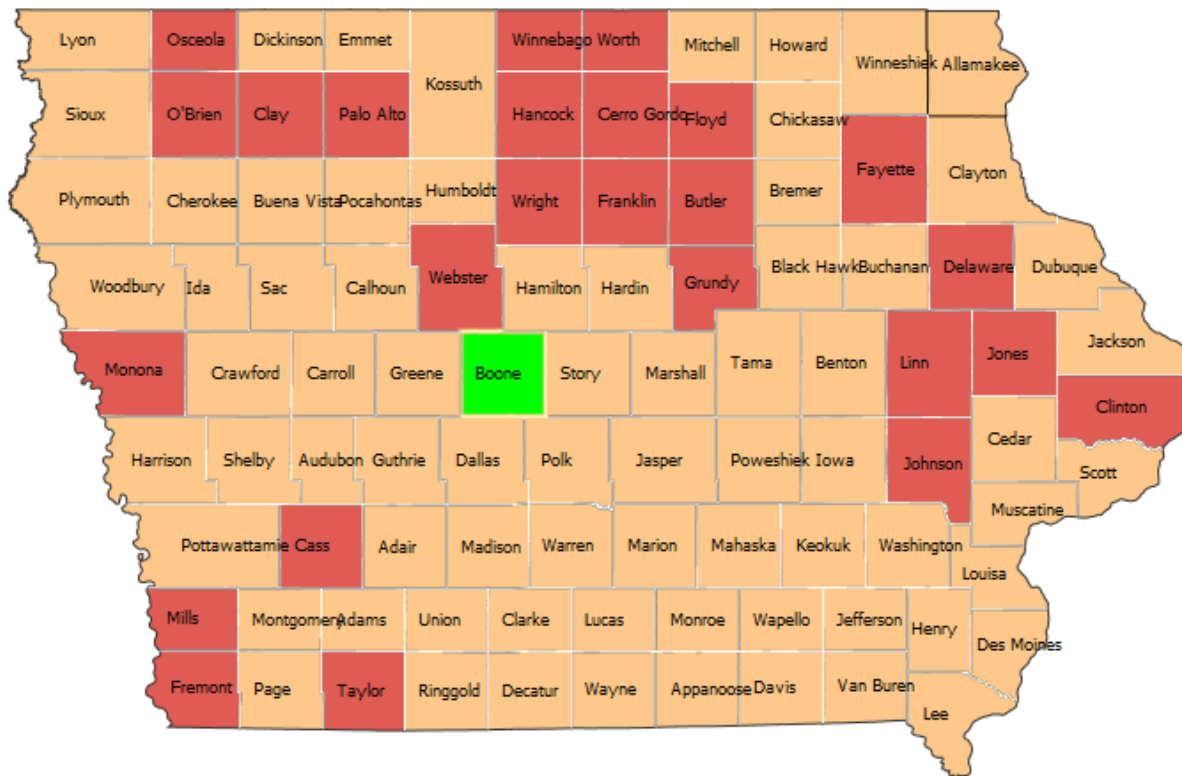 Lyon Osceola Dickinson Emmet Winnebago Worth Mitchell Howard Winneshiek Allamakee
Kossuth
Sioux O'Brien Clay Palo Alto Hancock Cerro Gordo Floyd Chickasaw
Fayette Clayton
Plymouth Cherokee Buena Vista Pocahontas Humboldt Wright Franklin Butler Bremer
Woodbury Ida Sac Calhoun Webster Hamilton Hardin Grundy Black Hawk Buchanan Delaware Dubuque
Monona Crawford Carroll Greene Boone Story Marshall Tama Benton Linn Jones Jackson
Clinton
Harrison Shelby Audubon Guthrie Dallas Polk Jasper Poweshiek Iowa Johnson Cedar Scott
Muscatine
Pottawattamie Cass Adair Madison Warren Marion Mahaska Keokuk Washington
Louisa
Mills Montgomery Adams Union Clarke Lucas Monroe Wapello Jefferson Henry Des Moines
Fremont Page Taylor Ringgold Decatur Wayne Appanoose Davis Van Buren Lee